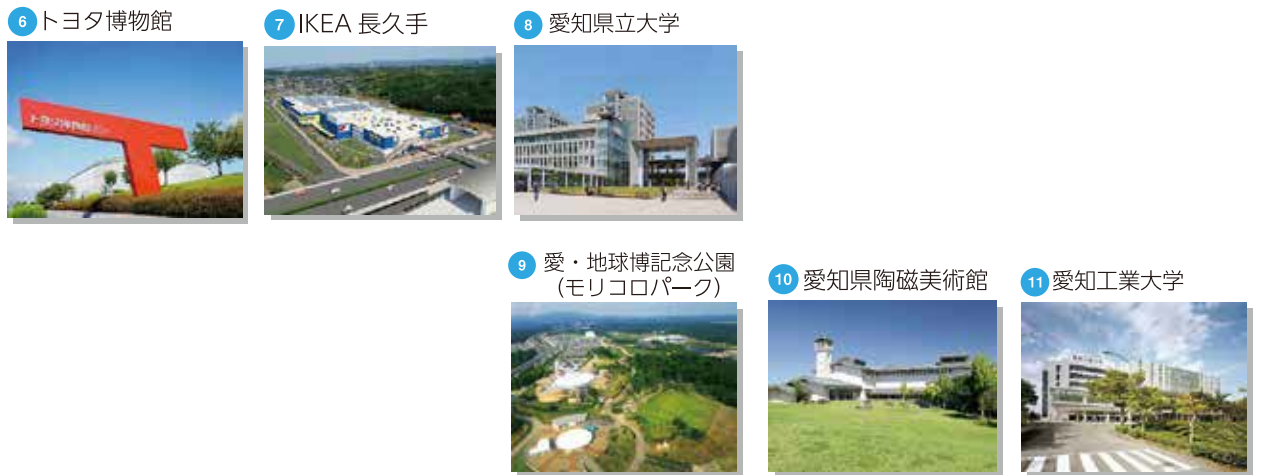 6 トヨタ博物館
7 IKEA 長久手
8 愛知県立大学
9 愛・地球博記念公園
(モリコロパーク)
10 愛知県陶磁美術館
11 愛知工業大学